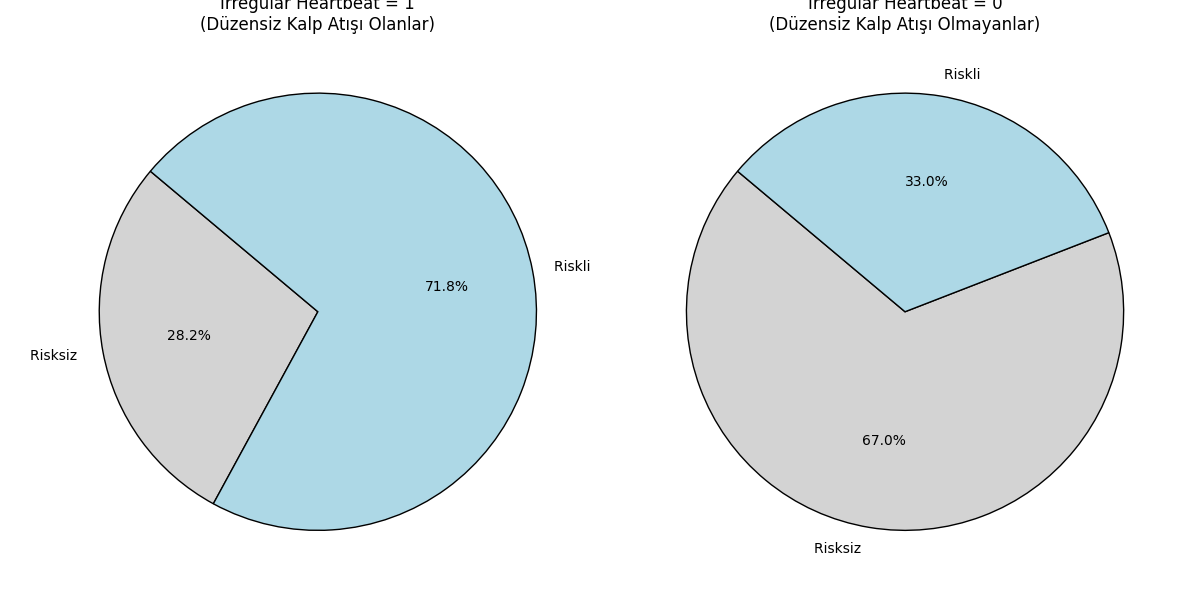 Irregular Heartbeat = 1
(Düzensiz Kalp Atışı Olanlar)
Riskli
71.8%
28.2%
Risksiz
Irregular Heartbeat = 0
(Düzensiz Kalp Atışı Olmayanlar)
Riskli
33.0%
67.0%
Risksiz